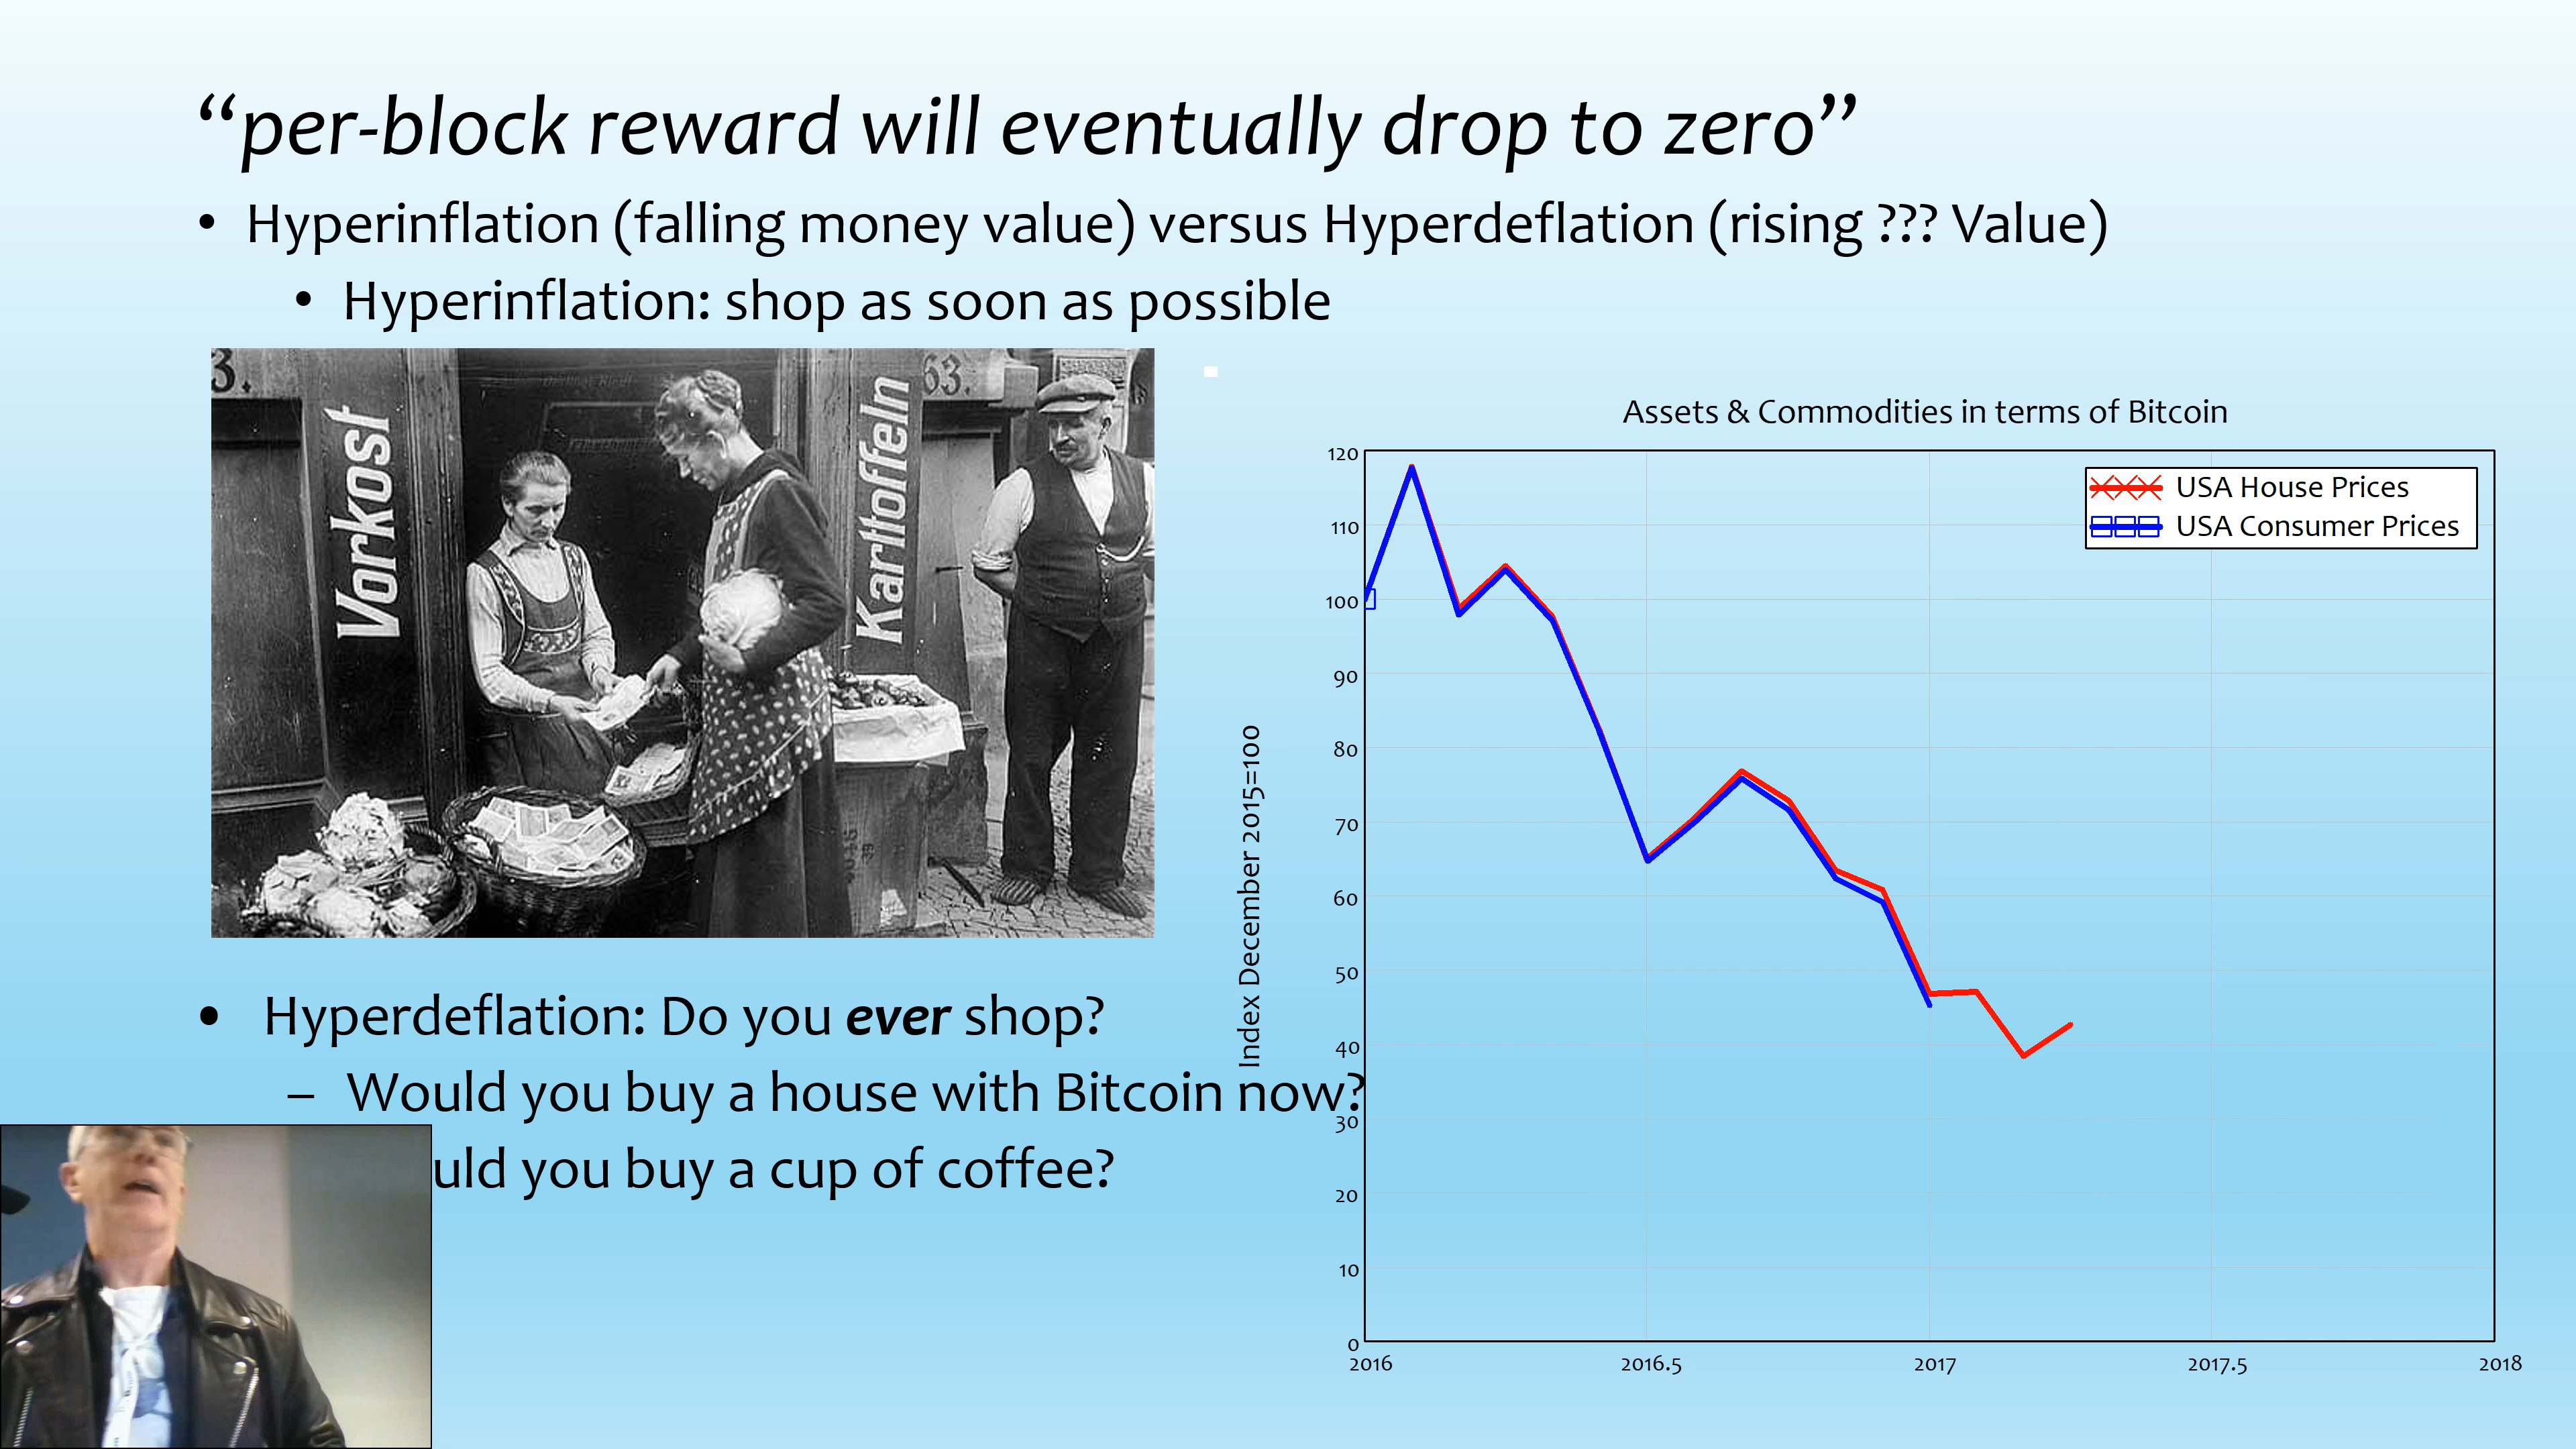 “per-block reward will eventually drop to zero”
• Hyperinflation (falling money value) versus Hyperdeflation (rising ??? Value)
• Hyperinflation: shop as soon as possible
3.
Vorkost
Kartoffeln
63.
• Hyperdeflation: Do you ever shop?
– Would you buy a house with Bitcoin now?
uld you buy a cup of coffee?
Assets & Commodities in terms of Bitcoin
USA House Prices
USA Consumer Prices
Index December 2015=100
120
110
100
90
80
70
60
50
40
30
20
10
0
2016 2016.5 2017 2017.5 2018